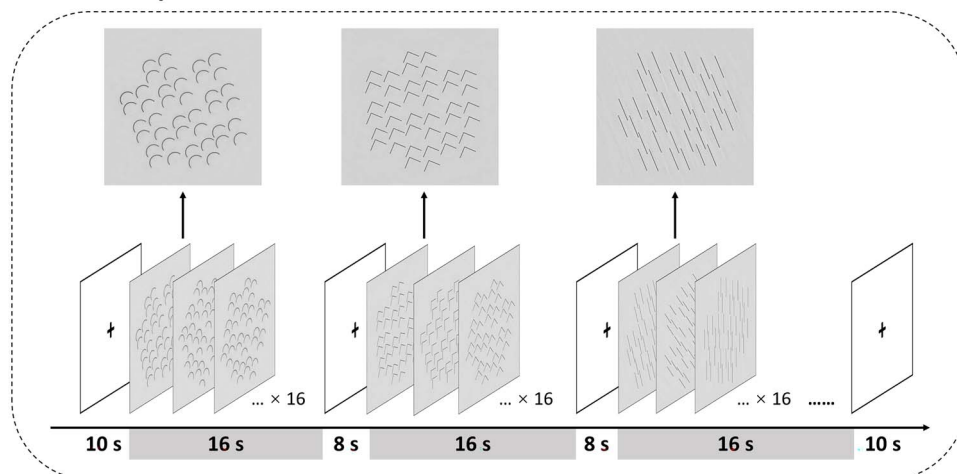 ... × 16
... × 16
... × 16 ......
10 s 16 s 8 s 16 s 8 s 16 s 10 s